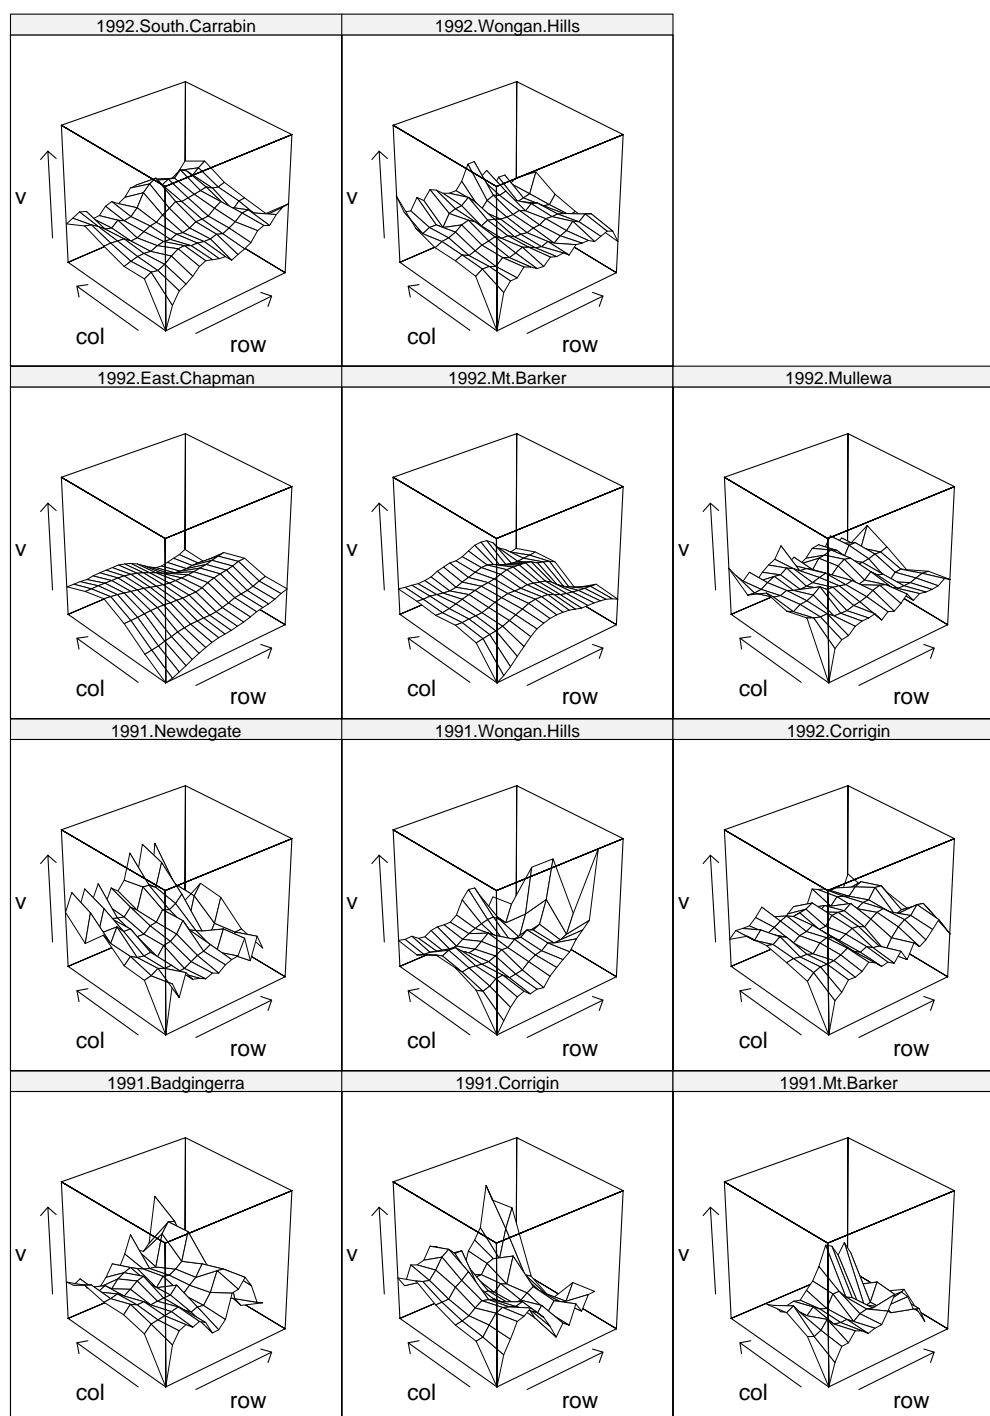 1992.South.Carrabin
1992.Wongan.Hills
v
col
row
v
col
row
1992.East.Chapman
1992.Mt.Barker
1992.Mullewa
v
col
row
v
col
row
v
col
row
1991.Newdegate
1991.Wongan.Hills
1992.Corrigin
v
col
row
v
col
row
v
col
row
1991.Badgingerra
1991.Corrigin
1991.Mt.Barker
v
col
row
v
col
row
v
col
row